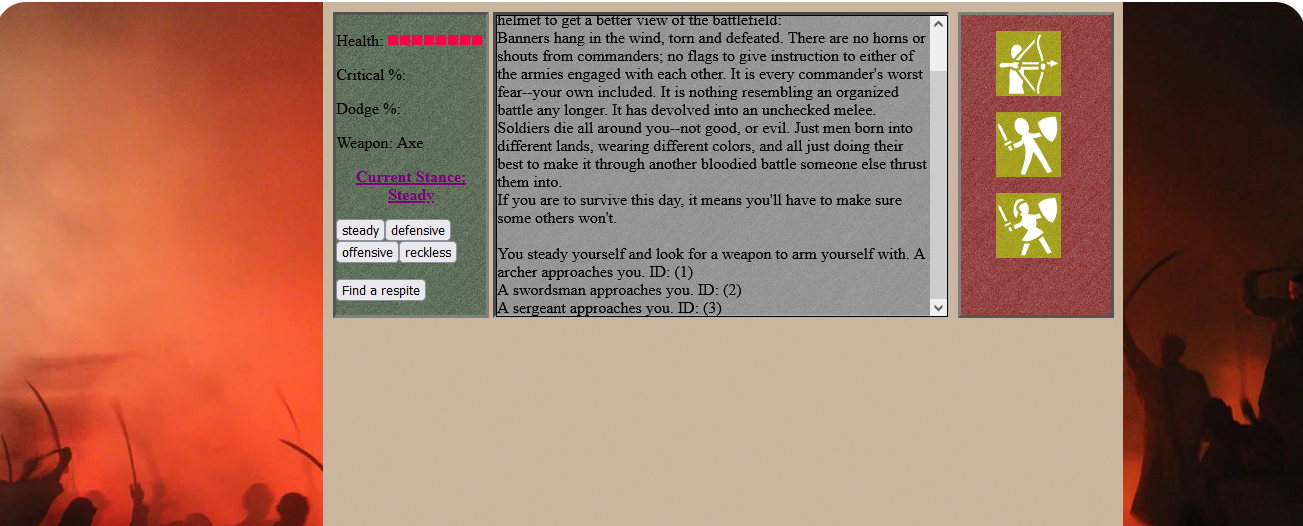 Health:
Critical %:
Dodge %:
Weapon: Axe
Current Stance:
Steady
steady defensive
offensive reckless
Find a respite
helmet to get a better view of the battlefield:
Banners hang in the wind, torn and defeated. There are no horns or
shouts from commanders; no flags to give instruction to either of
the armies engaged with each other. It is every commander's worst
fear--your own included. It is nothing resembling an organized
battle any longer. It has devolved into an unchecked melee.
Soldiers die all around you--not good, or evil. Just men born into
different lands, wearing different colors, and all just doing their
best to make it through another bloodied battle someone else thrust
them into.
If you are to survive this day, it means you'll have to make sure
some others won't.
You steady yourself and look for a weapon to arm yourself with. A
archer approaches you. ID: (1)
A swordsman approaches you. ID: (2)
A sergeant approaches you. ID: (3)